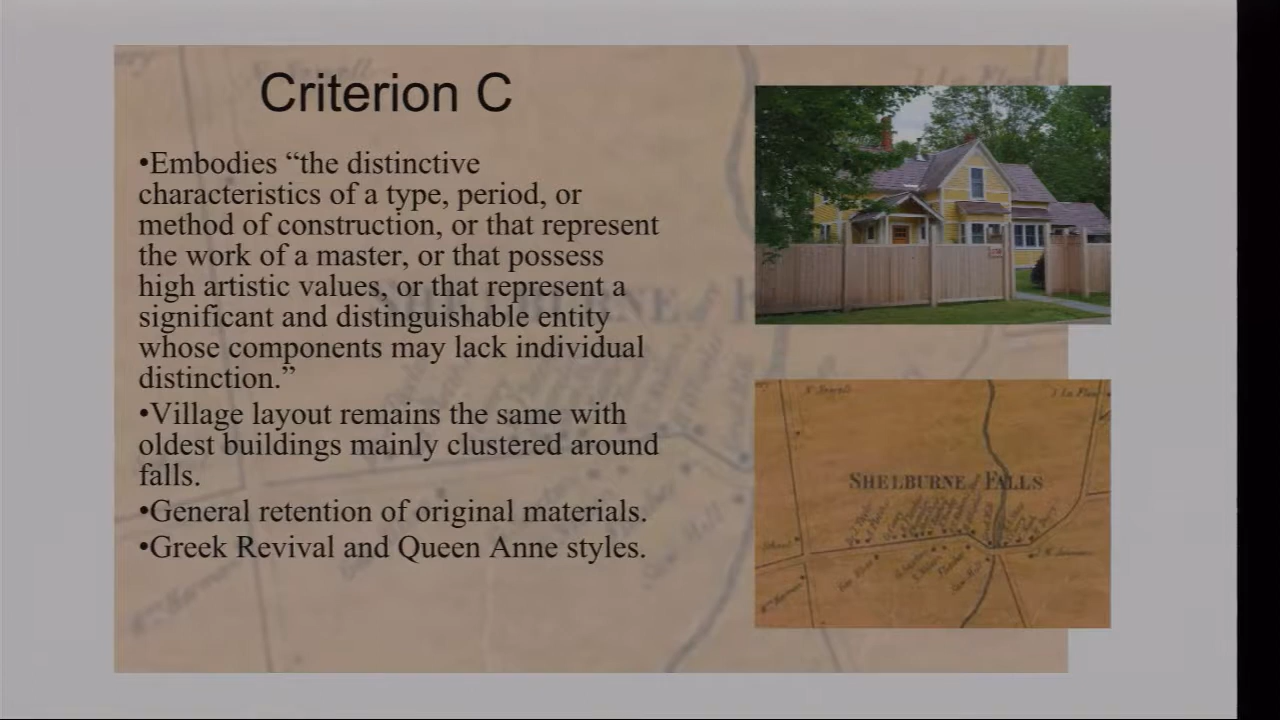 Criterion C
•Embodies “the distinctive
characteristics of a type, period, or
method of construction, or that represent
the work of a master, or that possess
high artistic values, or that represent a
significant and distinguishable entity
whose components may lack individual
distinction.”
•Village layout remains the same with
oldest buildings mainly clustered around
falls.
•General retention of original materials.
•Greek Revival and Queen Anne styles.
SHELBURNE FALLS